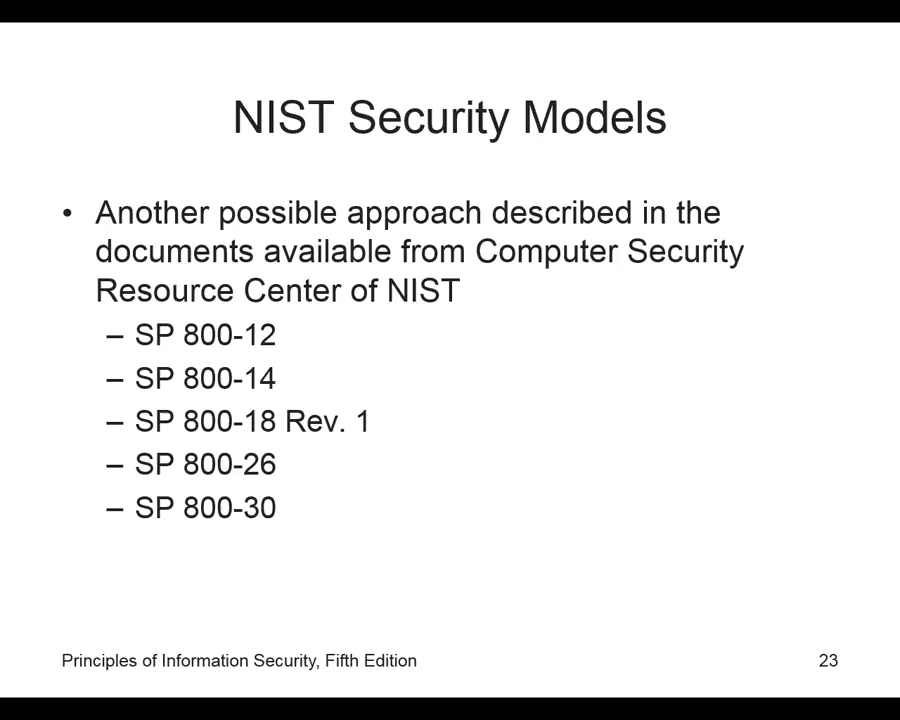 NIST Security Models
• Another possible approach described in the
documents available from Computer Security
Resource Center of NIST
– SP 800-12
– SP 800-14
– SP 800-18 Rev. 1
– SP 800-26
– SP 800-30
Principles of Information Security, Fifth Edition
23